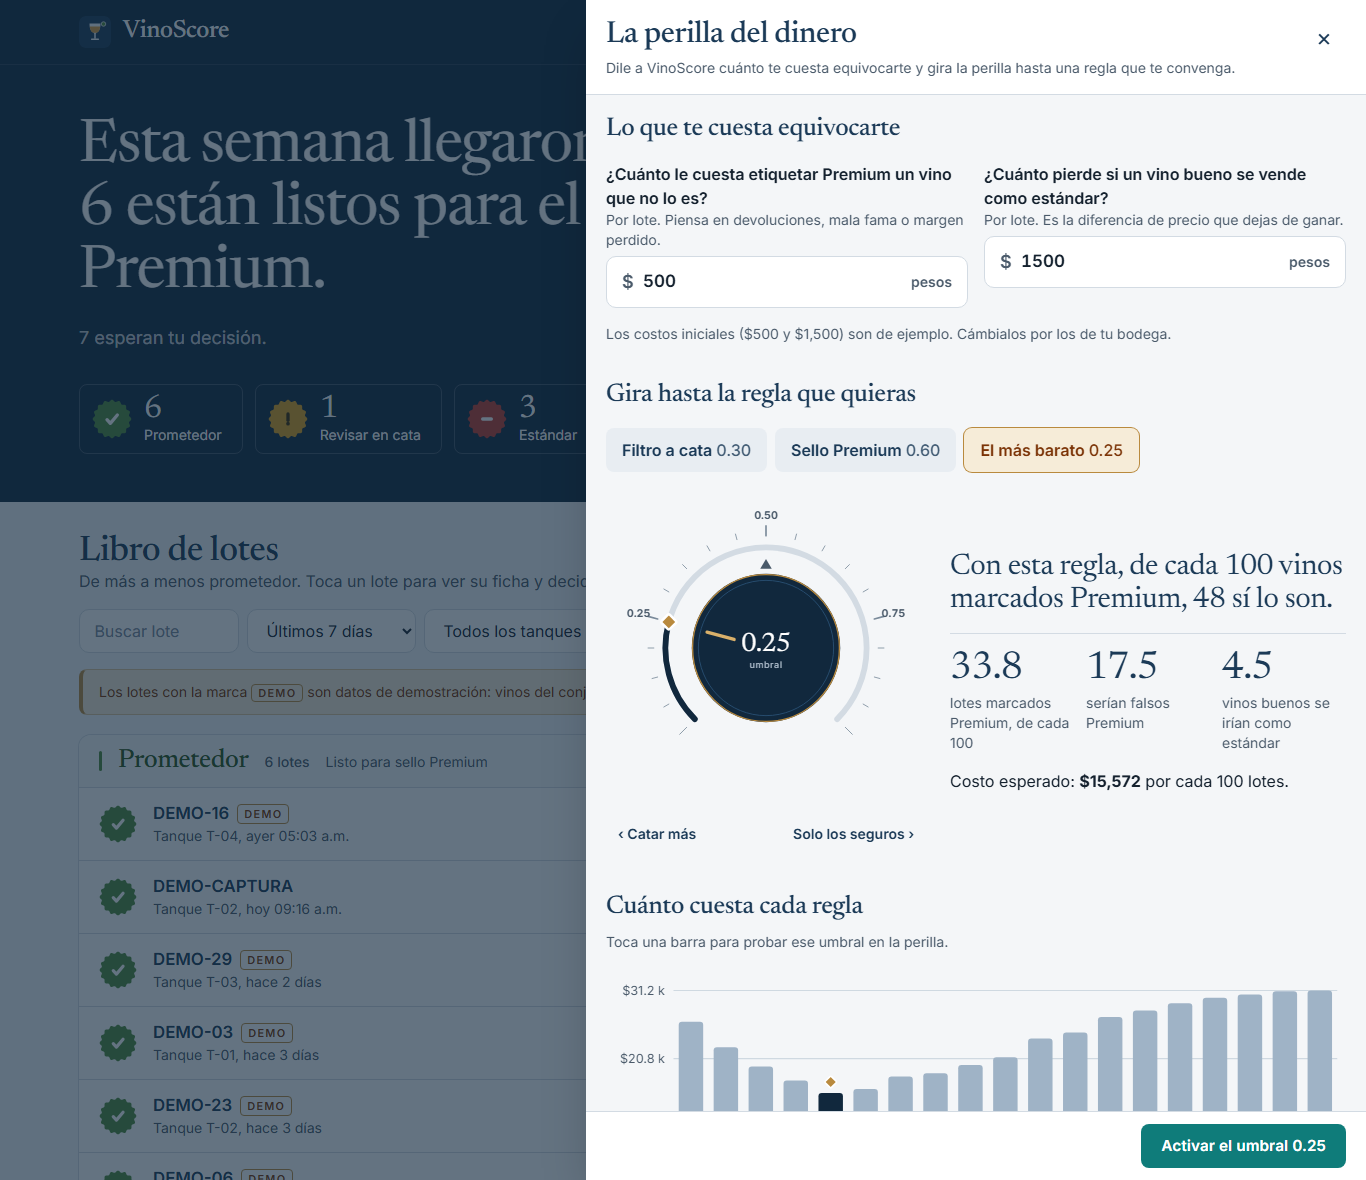 VinoScore
Esta semana llegaron
6 están listos para el
Premium.
7 esperan tu decisión.
6
Prometedor
1
Revisar en cata
3
Estándar
Libro de lotes
De más a menos prometedor. Toca un lote para ver su ficha y
Buscar lote
Últimos 7 días
Todos los tanques
Los lotes con la marca DEMO son datos de demostración: vinos del
Prometedor 6 lotes Listo para sello Premium
DEMO-16 DEMO
Tanque T-04, ayer 05:03 a.m.
DEMO-CAPTURA
Tanque T-02, hoy 09:16 a.m.
DEMO-29 DEMO
Tanque T-03, hace 2 días
DEMO-03 DEMO
Tanque T-01, hace 3 días
DEMO-23 DEMO
Tanque T-02, hace 3 días
DEMO-06 DEMO
La perilla del dinero
Dile a VinoScore cuánto te cuesta equivocarte y gira la perilla hasta una regla que te convenga.
Lo que te cuesta equivocarte
¿Cuánto le cuesta etiquetar Premium un vino
que no lo es?
Por lote. Piensa en devoluciones, mala fama o margen
perdido.
$ 500 pesos
¿Cuánto pierde si un vino bueno se vende
como estándar?
Por lote. Es la diferencia de precio que dejas de ganar.
$ 1500 pesos
Los costos iniciales ($500 y $1,500) son de ejemplo. Cámbialos por los de tu bodega.
Gira hasta la regla que quieras
Filtro a cata 0.30
Sello Premium 0.60
El más barato 0.25
0.50
0.25
0.75
0.25
umbral
‹ Catar más
Solo los seguros ›
Con esta regla, de cada 100 vinos
marcados Premium, 48 sí lo son.
33.8
lotes marcados
Premium, de cada
100
17.5
serían falsos
Premium
4.5
vinos buenos se
irían como
estándar
Costo esperado: $15,572 por cada 100 lotes.
Cuánto cuesta cada regla
Toca una barra para probar ese umbral en la perilla.
$31.2 k
$20.8 k
Activar el umbral 0.25